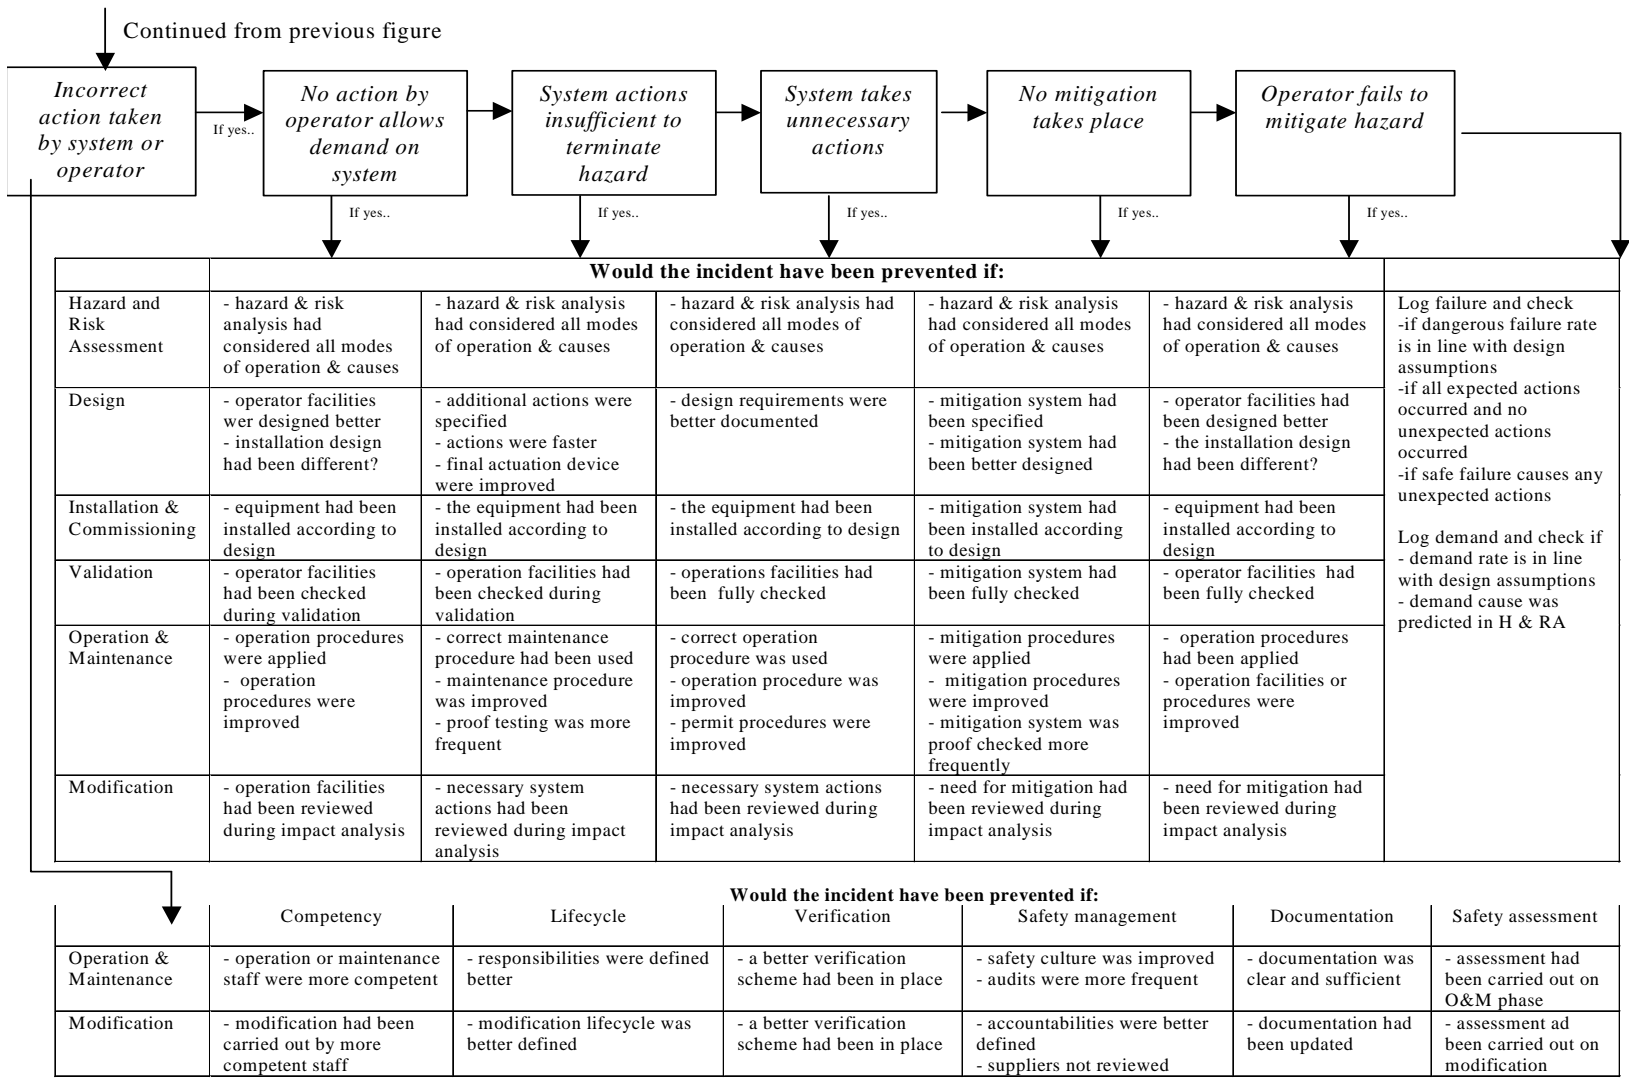 Continued from previous figure
Incorrect
action taken
by system or
operator
If yes..
No action by
operator allows
demand on
system
System actions
insufficient to
terminate
hazard
System takes
unnecessary
actions
No mitigation
takes place
Operator fails to
mitigate hazard
If yes..
If yes..
If yes..
If yes..
If yes..
Would the incident have been prevented if:
Hazard and
Risk
Assessment
- hazard & risk
analysis had
considered all modes
of operation & causes
- hazard & risk analysis
had considered all modes
of operation & causes
- hazard & risk analysis had
considered all modes of
operation & causes
- hazard & risk analysis
had considered all modes
of operation & causes
- hazard & risk analysis
had considered all modes
of operation & causes
Log failure and check
-if dangerous failure rate
is in line with design
assumptions
-if all expected actions
occurred and no
unexpected actions
occurred
-if safe failure causes any
unexpected actions
Log demand and check if
- demand rate is in line
with design assumptions
- demand cause was
predicted in H & RA
Design
- operator facilities
wer designed better
- installation design
had been different?
- additional actions were
specified
- actions were faster
- final actuation device
were improved
- design requirements were
better documented
- mitigation system had
been specified
- mitigation system had
been better designed
- operator facilities had
been designed better
- the installation design
had been different?
Installation &
Commissioning
- equipment had been
installed according to
design
- the equipment had been
installed according to
design
- the equipment had been
installed according to design
- mitigation system had
been installed according
to design
- equipment had been
installed according to
design
Validation
- operator facilities
had been checked
during validation
- operation facilities had
been checked during
validation
- operations facilities had
been fully checked
- mitigation system had
been fully checked
- operator facilities had
been fully checked
Operation &
Maintenance
- operation procedures
were applied
- operation
procedures were
improved
- correct maintenance
procedure had been used
- maintenance procedure
was improved
- proof testing was more
frequent
- correct operation
procedure was used
- operation procedure was
improved
- permit procedures were
improved
- mitigation procedures
were applied
- mitigation procedures
were improved
- mitigation system was
proof checked more
frequently
- operation procedures
had been applied
- operation facilities or
procedures were
improved
Modification
- operation facilities
had been reviewed
during impact analysis
- necessary system
actions had been
reviewed during impact
analysis
- necessary system actions
had been reviewed during
impact analysis
- need for mitigation had
been reviewed during
impact analysis
- need for mitigation had
been reviewed during
impact analysis
Would the incident have been prevented if:
Competency
Lifecycle
Verification
Safety management
Documentation
Safety assessment
Operation &
Maintenance
- operation or maintenance
staff were more competent
- responsibilities were defined
better
- a better verification
scheme had been in place
- safety culture was improved
- audits were more frequent
- documentation was
clear and sufficient
- assessment had
been carried out on
O&M phase
Modification
- modification had been
carried out by more
competent staff
- modification lifecycle was
better defined
- a better verification
scheme had been in place
- accountabilities were better
defined
- suppliers not reviewed
- documentation had
been updated
- assessment ad
been carried out on
modification